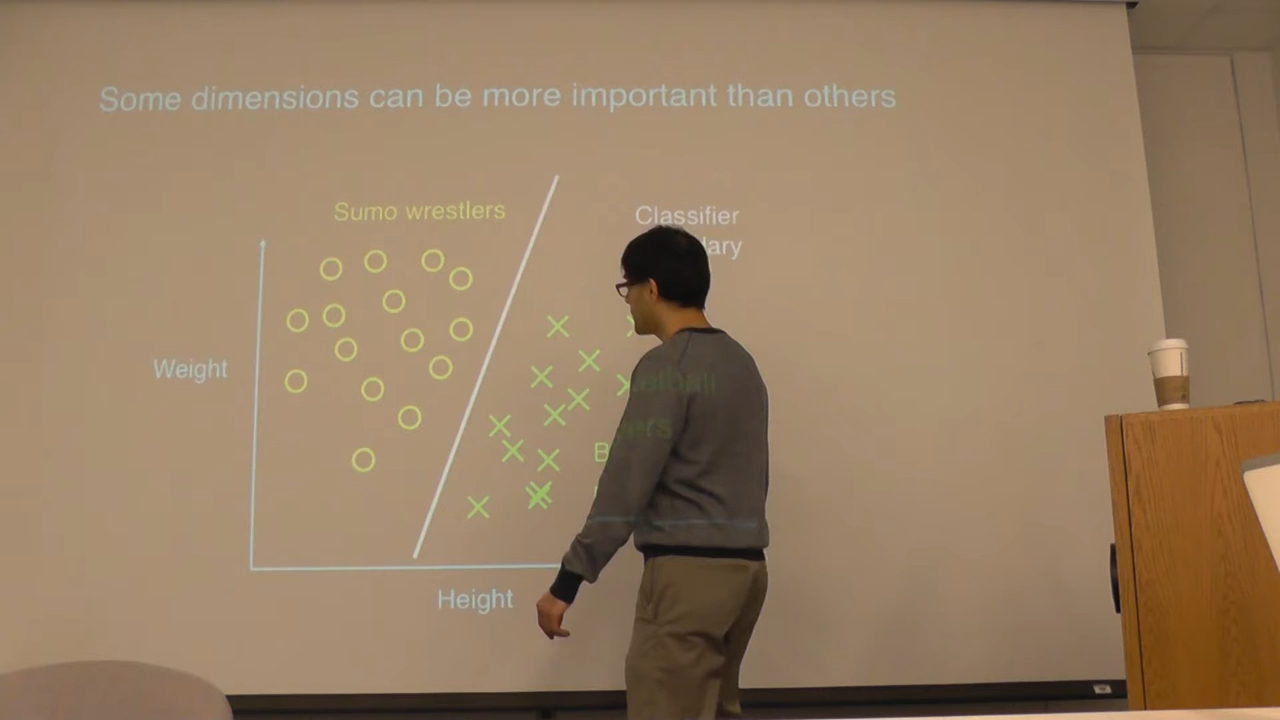 Some dimensions can be more important than others
Sumo wrestlers
Classifier
Weight
Height